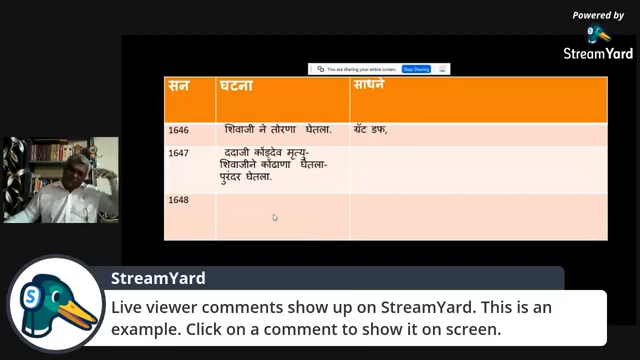 Powered by
StreamYard
You are sharing your entire screen. Stop Sharing
सन घटना साधने
1646 शिवाजी ने तोरणा घेतला. ग्रॅट डफ,
1647 ददाजी कोंड्देव मृत्यू-
शिवाजीने कोंढाणा घेतला-
पुरंदर घेतला.
1648
S
StreamYard
Live viewer comments show up on StreamYard. This is an
example. Click on a comment to show it on screen.